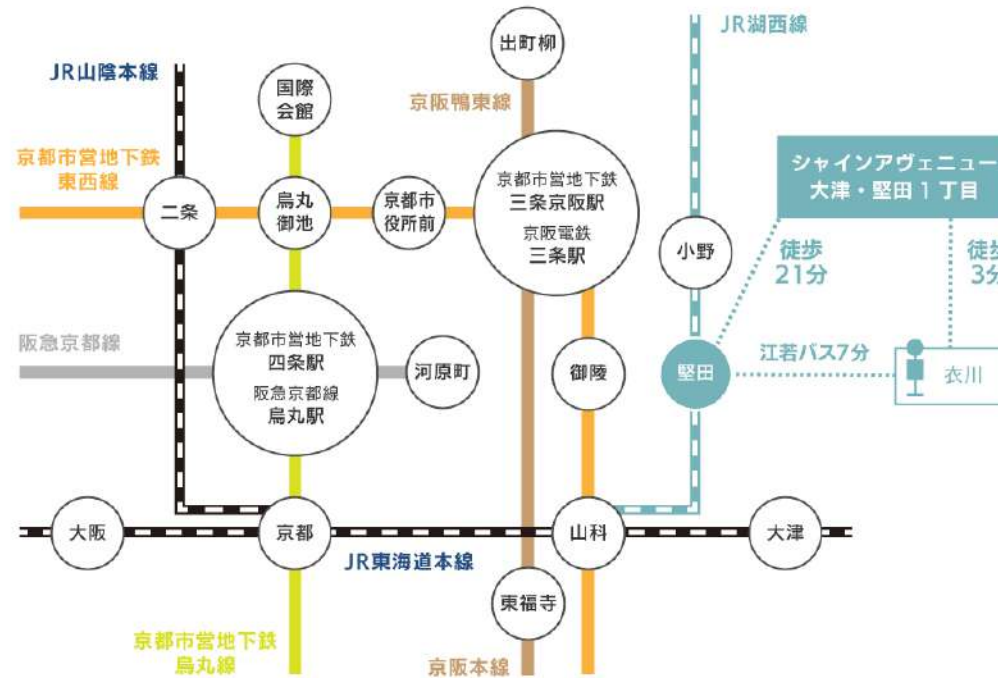 JR湖西線
出町柳
JR山陰本線
国際
会館
京阪鴨東線
京都市営地下鉄
東西線
二条
烏丸
御池
京都市
役所前
京都市営地下鉄
三条京阪駅
京阪電鉄
三条駅
小野
シャインアヴェニュー
大津・堅田1丁目
徒歩
21分
徒歩
3分
阪急京都線
京都市営地下鉄
四条駅
阪急京都線
烏丸駅
河原町
御陵
堅田
江若バス7分
衣川
大阪
京都
JR東海道本線
山科
大津
東福寺
京都市営地下鉄
烏丸線
京阪本線